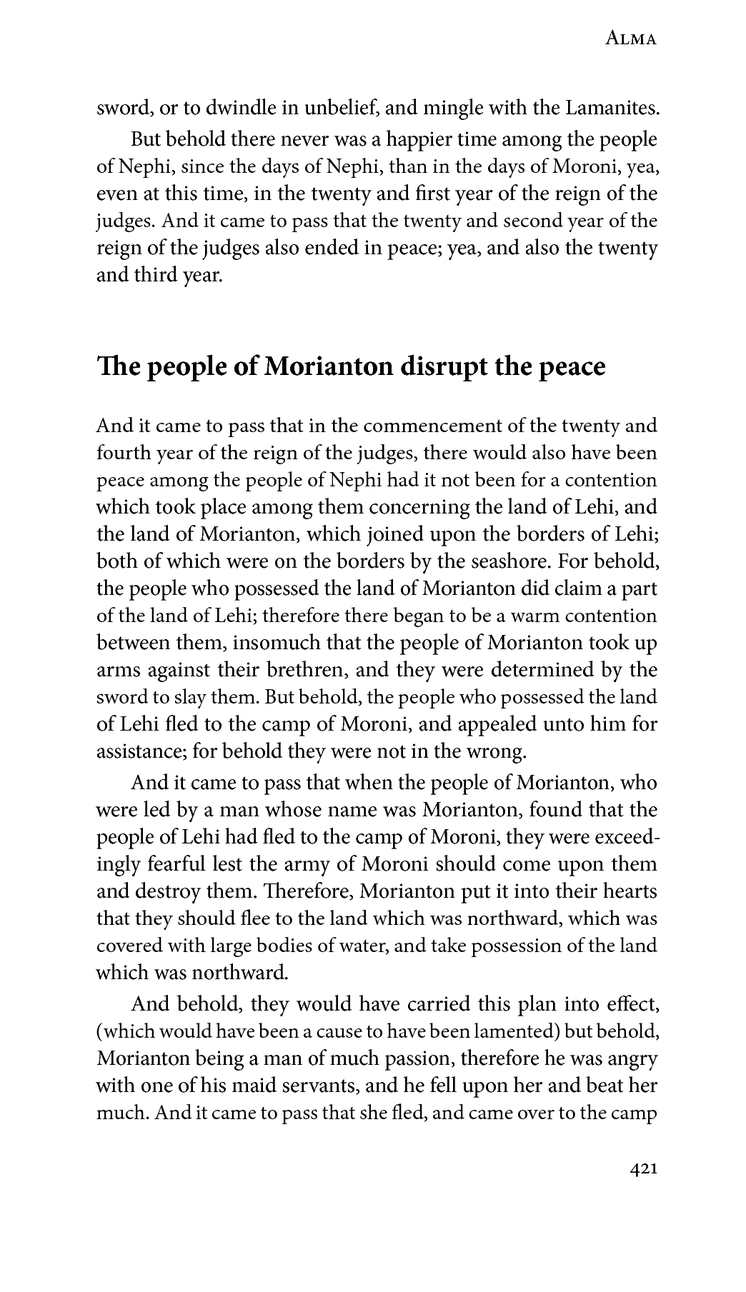 Alma
sword, or to dwindle in unbelief, and mingle with the Lamanites.
But behold there never was a happier time among the people
of Nephi, since the days of Nephi, than in the days of Moroni, yea,
even at this time, in the twenty and first year of the reign of the
judges. And it came to pass that the twenty and second year of the
reign of the judges also ended in peace; yea, and also the twenty
and third year.
The people of Morianton disrupt the peace
And it came to pass that in the commencement of the twenty and
fourth year of the reign of the judges, there would also have been
peace among the people of Nephi had it not been for a contention
which took place among them concerning the land of Lehi, and
the land of Morianton, which joined upon the borders of Lehi;
both of which were on the borders by the seashore. For behold,
the people who possessed the land of Morianton did claim a part
of the land of Lehi; therefore there began to be a warm contention
between them, insomuch that the people of Morianton took up
arms against their brethren, and they were determined by the
sword to slay them. But behold, the people who possessed the land
of Lehi fled to the camp of Moroni, and appealed unto him for
assistance; for behold they were not in the wrong.
And it came to pass that when the people of Morianton, who
were led by a man whose name was Morianton, found that the
people of Lehi had fled to the camp of Moroni, they were exceed-
ingly fearful lest the army of Moroni should come upon them
and destroy them. Therefore, Morianton put it into their hearts
that they should flee to the land which was northward, which was
covered with large bodies of water, and take possession of the land
which was northward.
And behold, they would have carried this plan into effect,
(which would have been a cause to have been lamented) but behold,
Morianton being a man of much passion, therefore he was angry
with one of his maid servants, and he fell upon her and beat her
much. And it came to pass that she fled, and came over to the camp
421